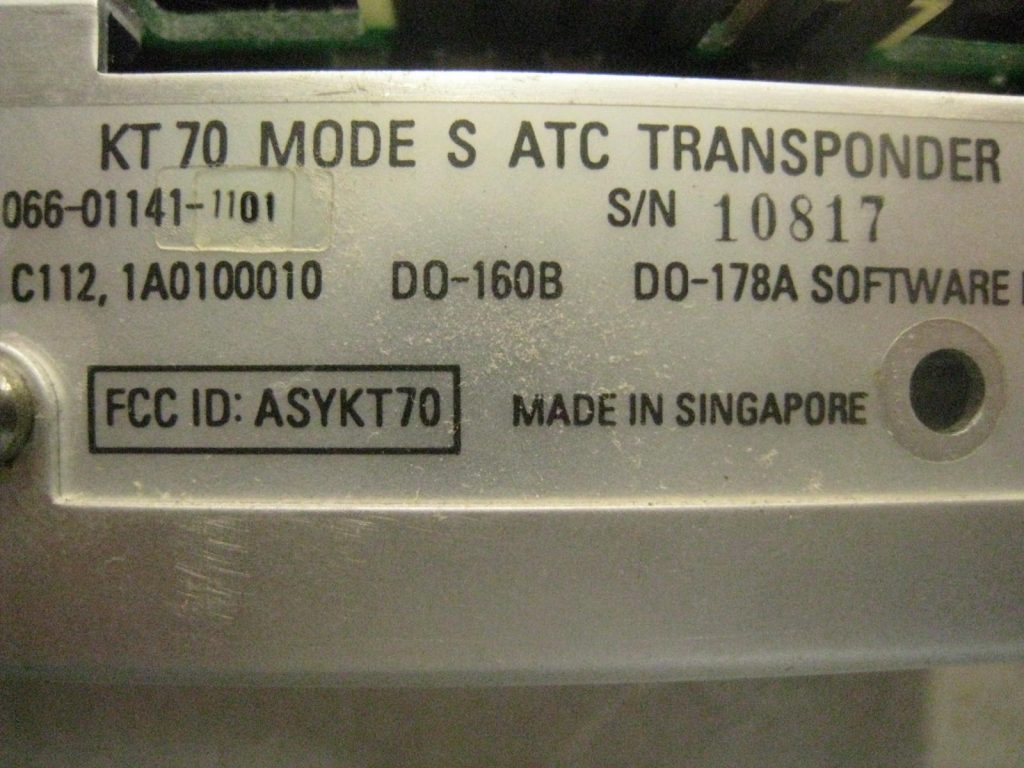 KT 70 MODE S ATC TRANSPONDER
066-01141-1101 S/N 10817
C112, 1A0100010 DO-160B DO-178A SOFTWARE
FCC ID: ASYKT70 MADE IN SINGAPORE